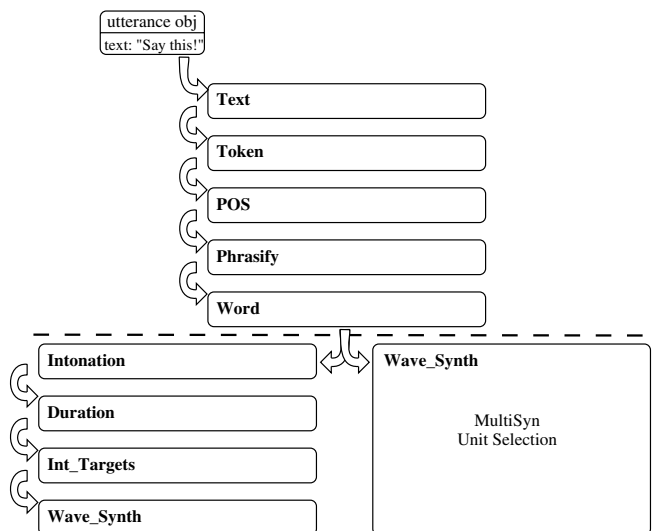 utterance obj
text: "Say this!"
Text
Token
POS
Phrasify
Word
Intonation
Duration
Int_Targets
Wave_Synth
Wave_Synth
MultiSyn
Unit Selection